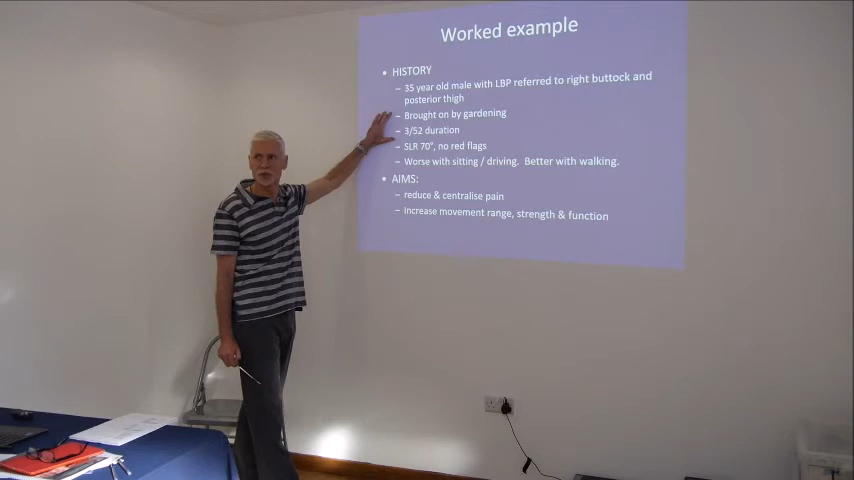 Worked example
• HISTORY
– 35 year old male with LBP referred to right buttock and
posterior thigh
– Brought on by gardening
– 3/52 duration
– SLR 70°, no red flags
– Worse with sitting / driving. Better with walking.
• AIMS:
– reduce & centralise pain
– Increase movement range, strength & function